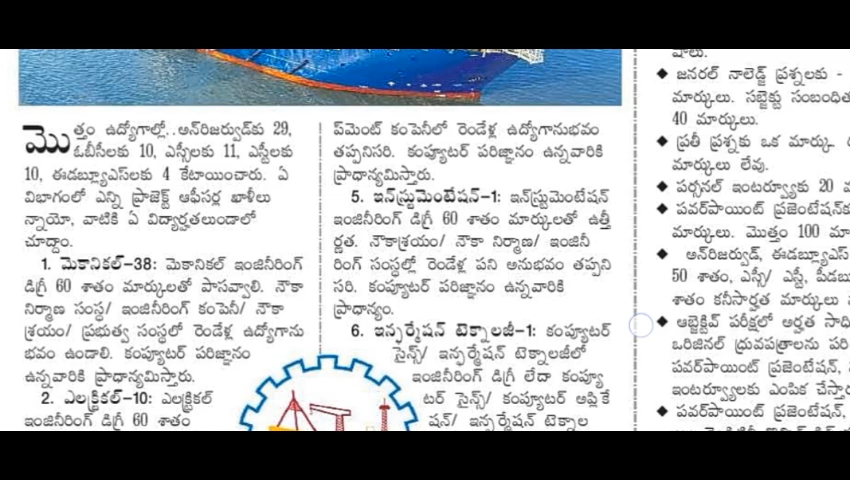 మొత్తం ఉద్యోగాల్లో..అన్‌రిజర్వుడ్‌కు 29,
ఓబీసీలకు 10, ఎస్సీలకు 11, ఎస్టీలకు
10, ఈడబ్ల్యూఎస్‌లకు 4 కేటాయించారు. ఏ
విభాగంలో ఎన్ని ప్రాజెక్ట్ ఆఫీసర్ల ఖాళీలు
న్నాయో, వాటికి ఏ విద్యార్హతలుండాలో
చూద్దాం.
1. మెకానికల్-38: మెకానికల్ ఇంజినీరింగ్
డిగ్రీ 60 శాతం మార్కులతో పాసవ్వాలి. నౌకా
నిర్మాణ సంస్థ/ ఇంజినీరింగ్ కంపెనీ/ నౌకా
శ్రయం/ ప్రభుత్వ సంస్థలో రెండేళ్ల ఉద్యోగాను
భవం ఉండాలి. కంప్యూటర్ పరిజ్ఞానం
ఉన్నవారికి ప్రాధాన్యమిస్తారు.
2. ఎలక్ట్రికల్-10: ఎలక్ట్రికల్
ఇంజినీరింగ్ డిగ్రీ 60 శాతం
ప్‌మెంట్ కంపెనీలో రెండేళ్ల ఉద్యోగానుభవం
తప్పనిసరి. కంప్యూటర్ పరిజ్ఞానం ఉన్నవారికి
ప్రాధాన్యమిస్తారు.
5. ఇన్‌స్ట్రుమెంటేషన్-1: ఇన్‌స్ట్రుమెంటేషన్
ఇంజినీరింగ్ డిగ్రీ 60 శాతం మార్కులతో ఉత్తీ
ర్ణత. నౌకాశ్రయం/ నౌకా నిర్మాణ/ ఇంజినీ
రింగ్ సంస్థల్లో రెండేళ్ల పని అనుభవం తప్పని
సరి. కంప్యూటర్ పరిజ్ఞానం ఉన్నవారికి
ప్రాధాన్యం.
6. ఇన్ఫర్మేషన్ టెక్నాలజీ-1: కంప్యూటర్
సైన్స్/ ఇన్ఫర్మేషన్ టెక్నాలజీలో
ఇంజినీరింగ్ డిగ్రీ లేదా కంప్యూ
టర్ సైన్స్/ కంప్యూటర్ అప్లికే
షన్/ ఇన్ఫర్మేషన్ టెక్నాల
◆ జనరల్ నాలెడ్జ్ ప్రశ్నలకు -
మార్కులు. సబ్జెక్టు సంబంధిత
40 మార్కులు.
◆ ప్రతీ ప్రశ్నకు ఒక మార్కు.
మార్కులు లేవు.
◆ పర్సనల్ ఇంటర్వ్యూకు 20
◆ పవర్‌పాయింట్ ప్రజెంటేషన్‌కు
మార్కులు. మొత్తం 100
◆ అన్‌రిజర్వుడ్, ఈడబ్ల్యూఎస్
50 శాతం, ఎస్సీ/ ఎస్టీ,
శాతం కనీసార్హత మార్కులు
◆ ఆబ్జెక్టివ్ పరీక్షలో అర్హత
ఒరిజినల్ ధ్రువపత్రాలను
పవర్‌పాయింట్ ప్రజెంటేషన్,
ఇంటర్వ్యూలకు ఎంపిక
◆ పవర్‌పాయింట్ ప్రజెంటేషన్,